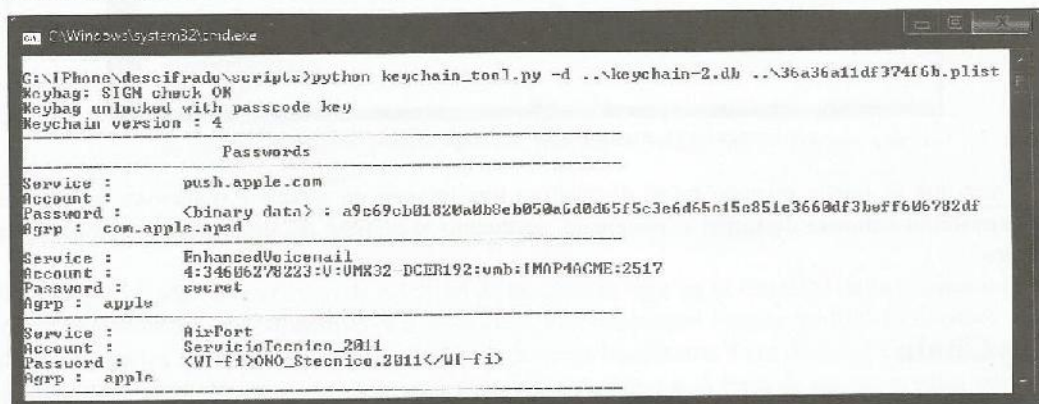 C:\Windows\system32\cmd.exe
G:\IPhone\descifrado\scripts>python keychain_tool.py -d ..\keychain-2.db ..\36a36a11df374f6b.plist
Keybag: SIGN check OK
Keybag unlocked with passcode key
Keychain version : 4
Passwords
Service : push.apple.com
Account :
Password : <binary data> :
Agrp : com.apple.apsd
Service : EnhancedVoicemail
Account : 4:34606278223:V:VMX32-DCER192:vmb:IMAP4ACME:2517
Password : secret
Agrp : apple
Service : AirPort
Account : ServicioTecnico_2011
Password : <WI-fi>ONO_Stecnico.2011</WI-fi>
Agrp : apple